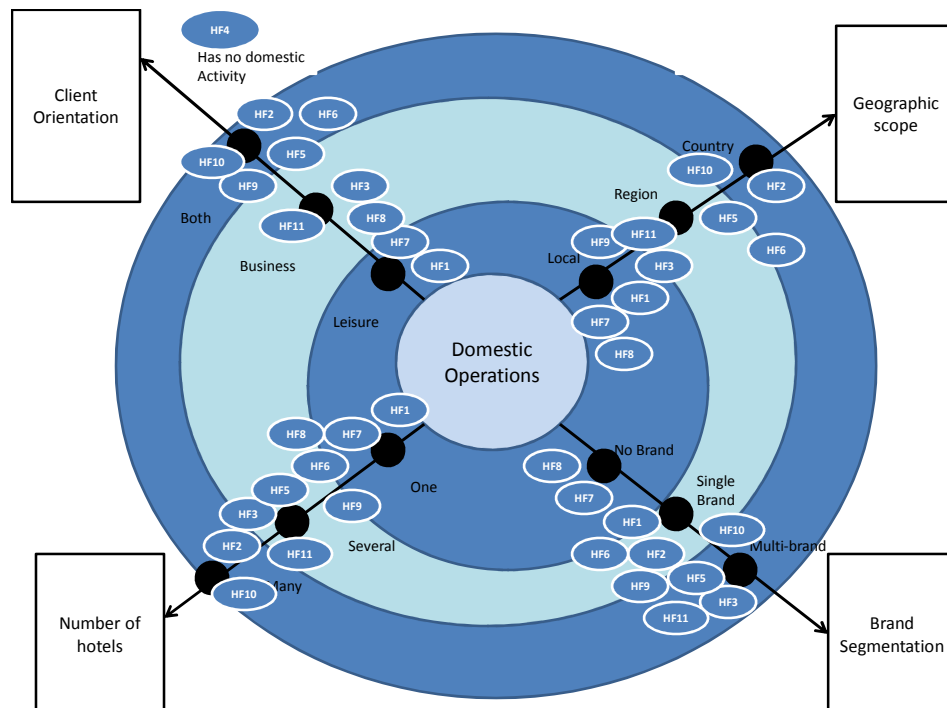 HF4
Has no domestic
Activity
Client
Orientation
Geographic
scope
HF2
HF6
HF5
HF10
HF9
Both
HF3
HF8
HF11
HF7
HF1
Business
Leisure
Country
HF10
HF2
Region
HF5
HF6
HF9
HF11
Local
HF3
HF1
HF7
HF8
Domestic
Operations
HF1
HF8
HF7
HF6
One
HF5
HF9
HF3
Several
HF2
HF11
HF10
Many
No Brand
HF8
HF7
Single
Brand
HF1
HF10
HF6
HF2
Multi-brand
HF9
HF5
HF3
HF11
Number of
hotels
Brand
Segmentation